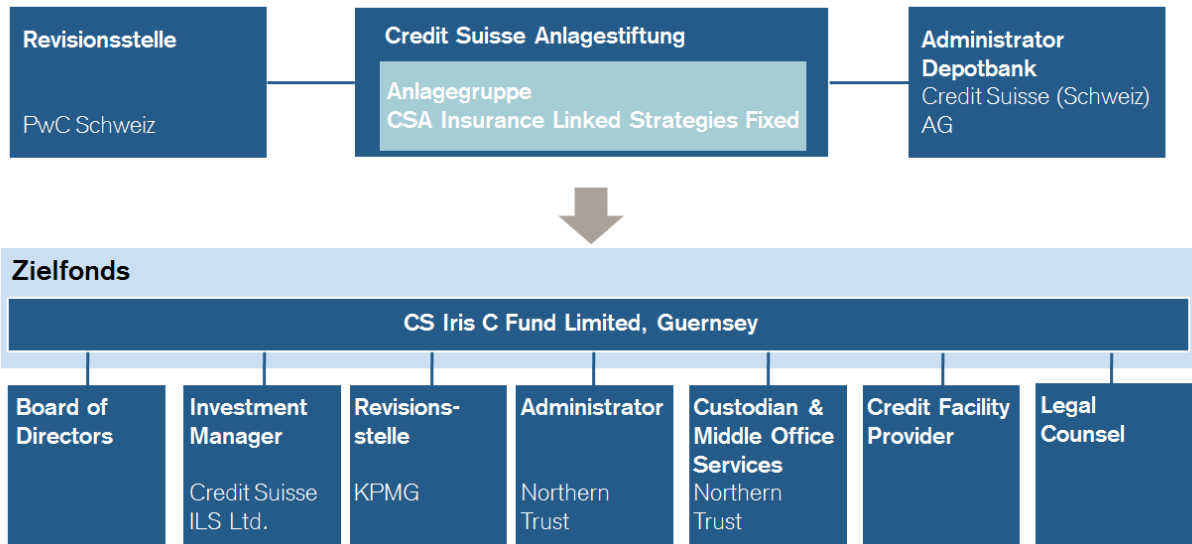 Revisionsstelle
PwC Schweiz
Credit Suisse Anlagestiftung
Anlagegruppe
CSA Insurance Linked Strategies Fixed
Administrator
Depotbank
Credit Suisse (Schweiz)
AG
Zielfonds
CS Iris C Fund Limited, Guernsey
Board of
Directors
Investment
Manager
Credit Suisse
ILS Ltd.
Revisions-
stelle
KPMG
Administrator
Northern
Trust
Custodian &
Middle Office
Services
Northern
Trust
Credit Facility
Provider
Legal
Counsel